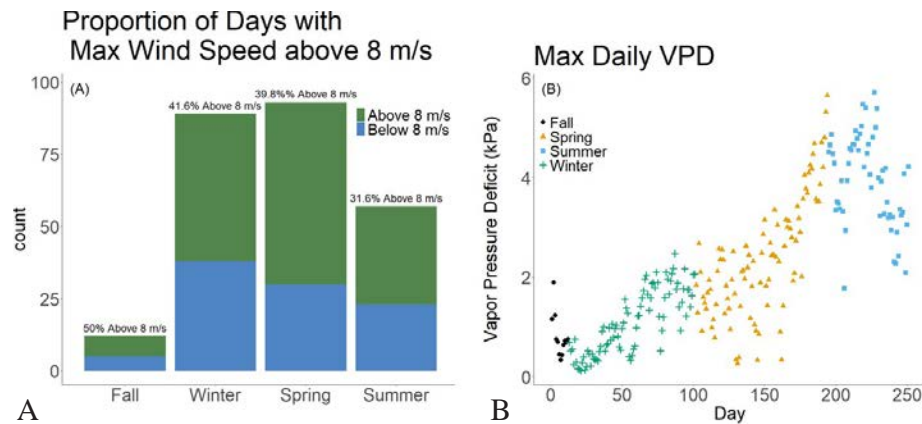 Proportion of Days with
Max Wind Speed above 8 m/s
(A)
100
75
50
25
0
count
50% Above 8 m/s
41.6% Above 8 m/s
39.8%% Above 8 m/s
31.6% Above 8 m/s
Above 8 m/s
Below 8 m/s
Fall
Winter
Spring
Summer
A
Max Daily VPD
(B)
6
4
2
0
Vapor Pressure Deficit (kPa)
Fall
Spring
Summer
Winter
0
50
100
150
200
250
Day
B